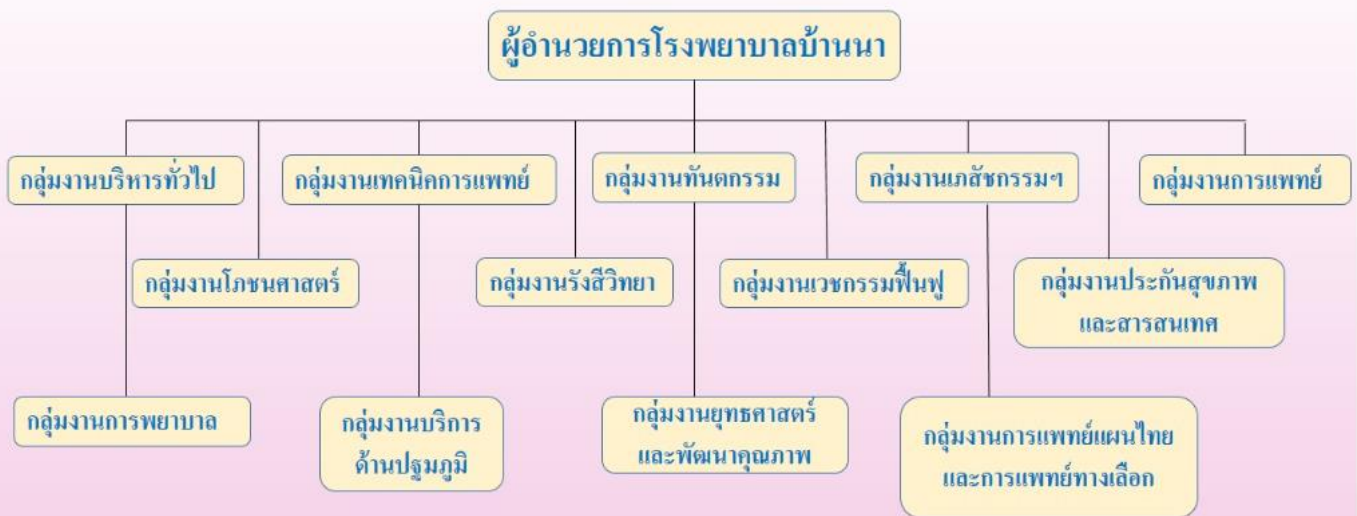 ผู้อำนวยการโรงพยาบาลบ้านนา
กลุ่มงานบริหารทั่วไป
กลุ่มงานเทคนิคการแพทย์
กลุ่มงานทันตกรรม
กลุ่มงานเภสัชกรรมฯ
กลุ่มงานการแพทย์
กลุ่มงานโภชนศาสตร์
กลุ่มงานรังสีวิทยา
กลุ่มงานเวชกรรมฟื้นฟู
กลุ่มงานประกันสุขภาพ
และสารสนเทศ
กลุ่มงานการพยาบาล
กลุ่มงานบริการ
ด้านปฐมภูมิ
กลุ่มงานยุทธศาสตร์
และพัฒนาคุณภาพ
กลุ่มงานการแพทย์แผนไทย
และการแพทย์ทางเลือก